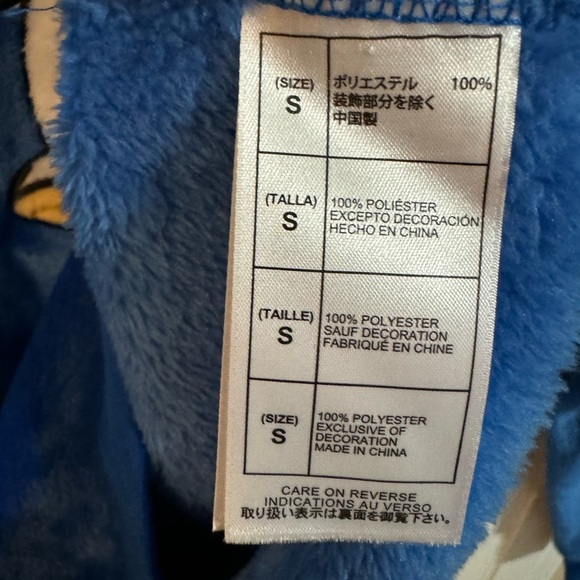 (SIZE)
S
ポリエステル 100%
装飾部分を除く
中国製
(TALLA)
S
100% POLIÉSTER
EXCEPTO DECORACIÓN
HECHO EN CHINA
(TAILLE)
S
100% POLYESTER
SAUF DECORATION
FABRIQUÉ EN CHINE
(SIZE)
S
100% POLYESTER
EXCLUSIVE OF
DECORATION
MADE IN CHINA
CARE ON REVERSE
INDICATIONS AU VERSO
取り扱い表示は裏面を御覧下さい。